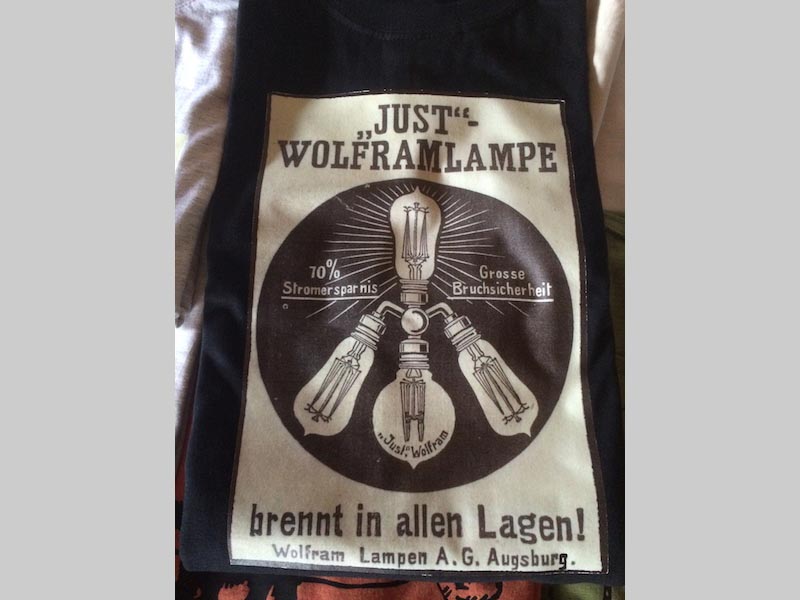 „JUST“-
WOLFRAMLAMPE
70%
Stromersparnis
Grosse
Bruchsicherheit
„Just“ Wolfram
brennt in allen Lagen!
Wolfram Lampen A.G. Augsburg.